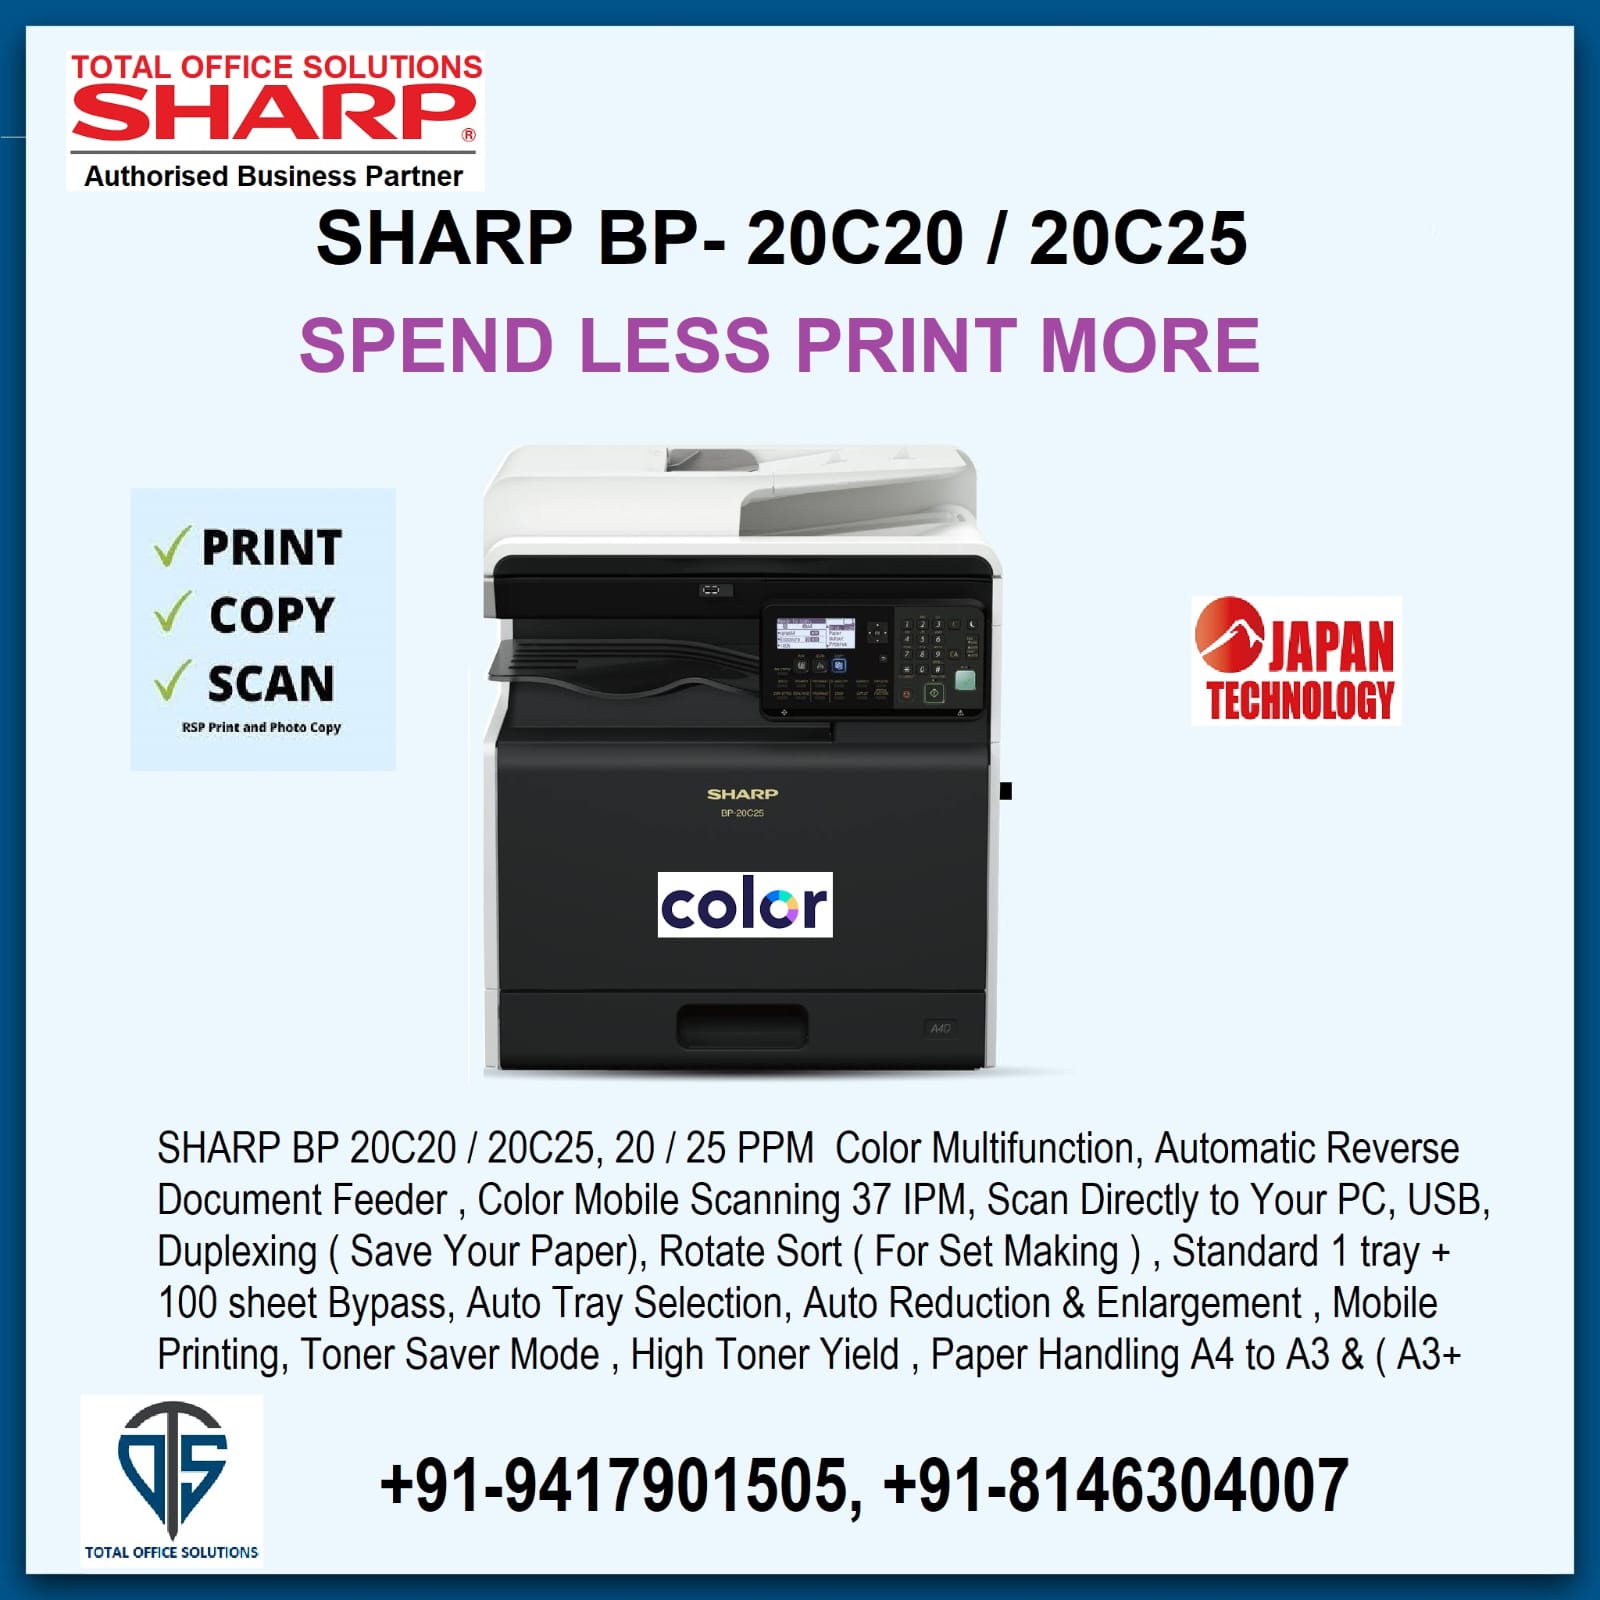 TOTAL OFFICE SOLUTIONS
SHARP®
Authorised Business Partner
SHARP BP- 20C20 / 20C25
SPEND LESS PRINT MORE
PRINT
COPY
SCAN
RSP Print and Photo Copy
JAPAN
TECHNOLOGY
SHARP
BP-20C25
color
SHARP BP 20C20 / 20C25, 20 / 25 PPM Color Multifunction, Automatic Reverse
Document Feeder , Color Mobile Scanning 37 IPM, Scan Directly to Your PC, USB,
Duplexing ( Save Your Paper), Rotate Sort ( For Set Making ) , Standard 1 tray +
100 sheet Bypass, Auto Tray Selection, Auto Reduction & Enlargement , Mobile
Printing, Toner Saver Mode , High Toner Yield , Paper Handling A4 to A3 & ( A3+
TOS
TOTAL OFFICE SOLUTIONS
+91-9417901505, +91-8146304007